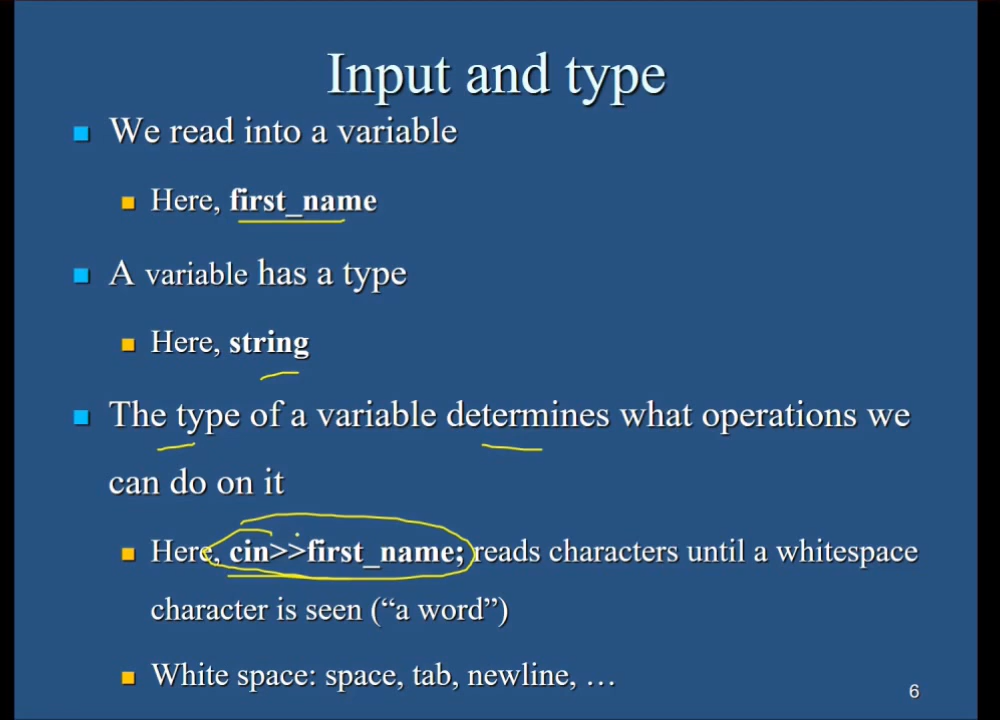 Input and type
We read into a variable
Here, first_name
A variable has a type
Here, string
The type of a variable determines what operations we
can do on it
Here, cin>>first_name; reads characters until a whitespace
character is seen (“a word”)
White space: space, tab, newline, …
6